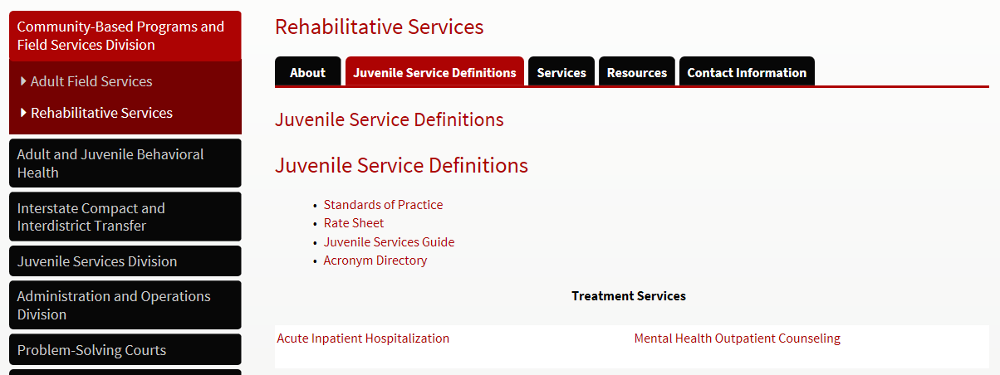 Community-Based Programs and
Field Services Division
Adult Field Services
Rehabilitative Services
Adult and Juvenile Behavioral
Health
Interstate Compact and
Interdistrict Transfer
Juvenile Services Division
Administration and Operations
Division
Problem-Solving Courts
Rehabilitative Services
About
Juvenile Service Definitions
Services
Resources
Contact Information
Juvenile Service Definitions
Juvenile Service Definitions
• Standards of Practice
• Rate Sheet
• Juvenile Services Guide
• Acronym Directory
Treatment Services
Acute Inpatient Hospitalization
Mental Health Outpatient Counseling